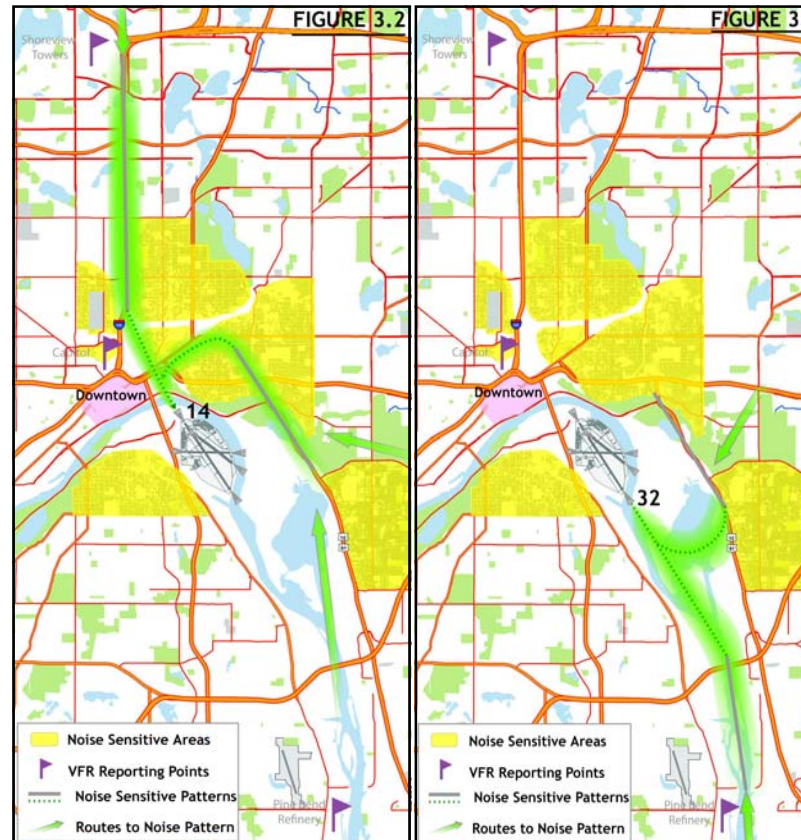 FIGURE 3.2
Shoreview
Towers
Capitol
Downtown
14
Noise Sensitive Areas
VFR Reporting Points
Noise Sensitive Patterns
Pine Bend
Refinery
Routes to Noise Pattern
FIGURE 3
Shoreview
Towers
Capitol
Downtown
32
Noise Sensitive Areas
VFR Reporting Points
Noise Sensitive Patterns
Pine Bend
Refinery
Routes to Noise Pattern